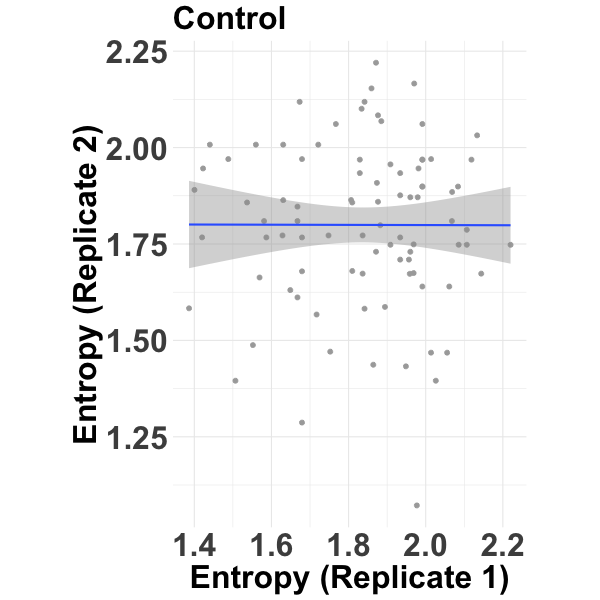 Control
Entropy (Replicate 2)
2.25
2.00
1.75
1.50
1.25
1.4 1.6 1.8 2.0 2.2
Entropy (Replicate 1)